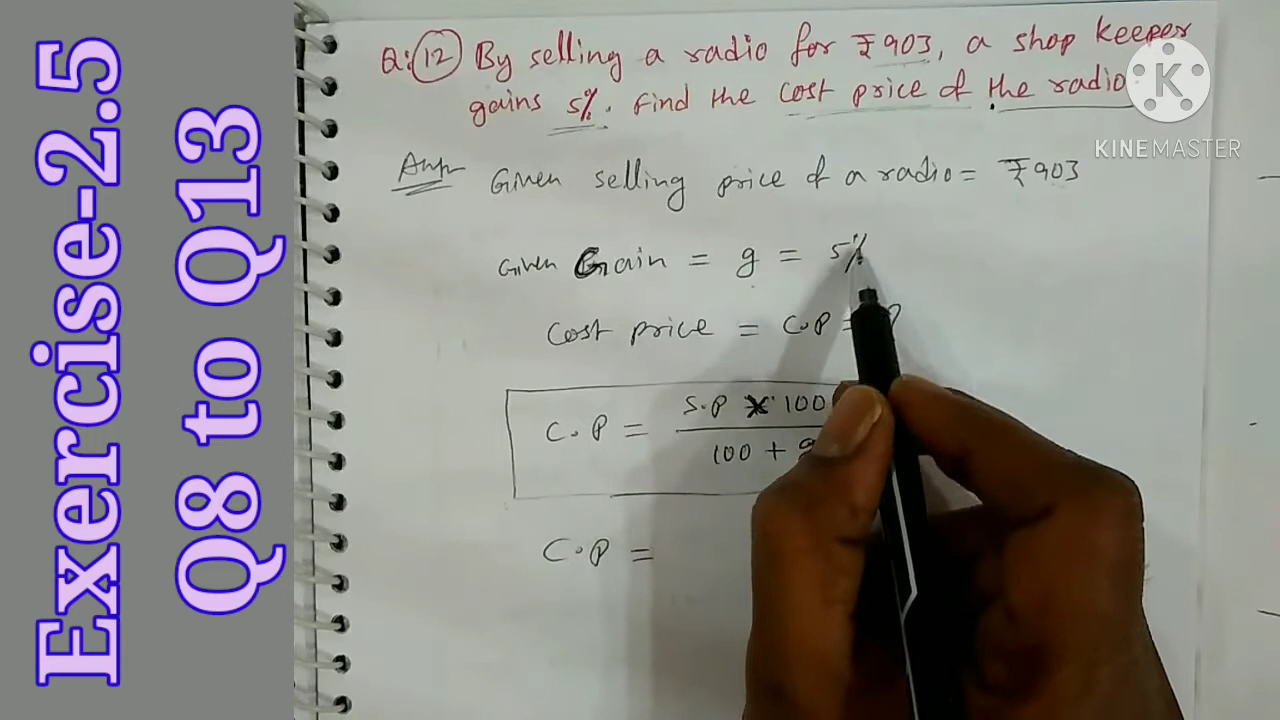 Exercise-2.5
Q8 to Q13
Q: 12 By selling a radio for ₹903, a shop keeper
gains 5%. Find the cost price of the radio.
KINEMASTER
Given selling price of a radio = ₹903
Given Gain = g = 5%
Cost price = C.P = ?
C.P = S.P × 100
100 + g
C.P =